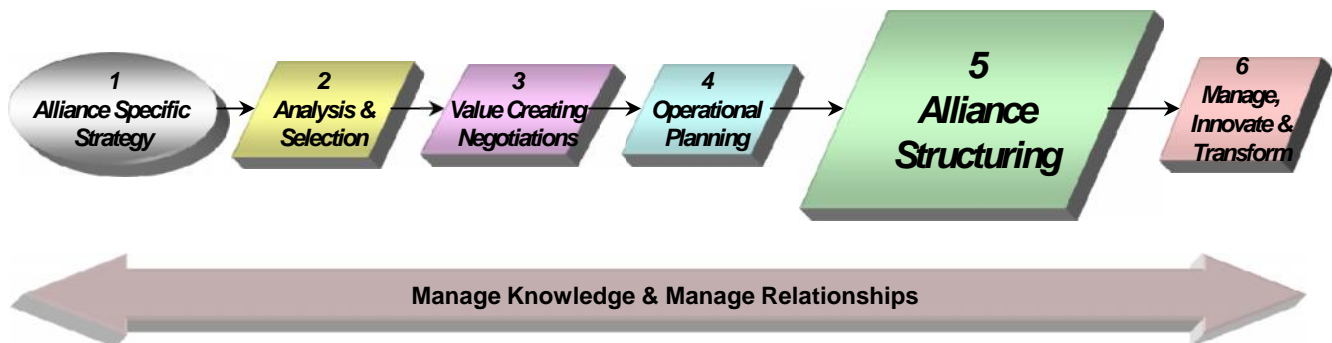 1
Alliance Specific
Strategy
2
Analysis &
Selection
3
Value Creating
Negotiations
4
Operational
Planning
5
Alliance
Structuring
6
Manage,
Innovate &
Transform
Manage Knowledge & Manage Relationships